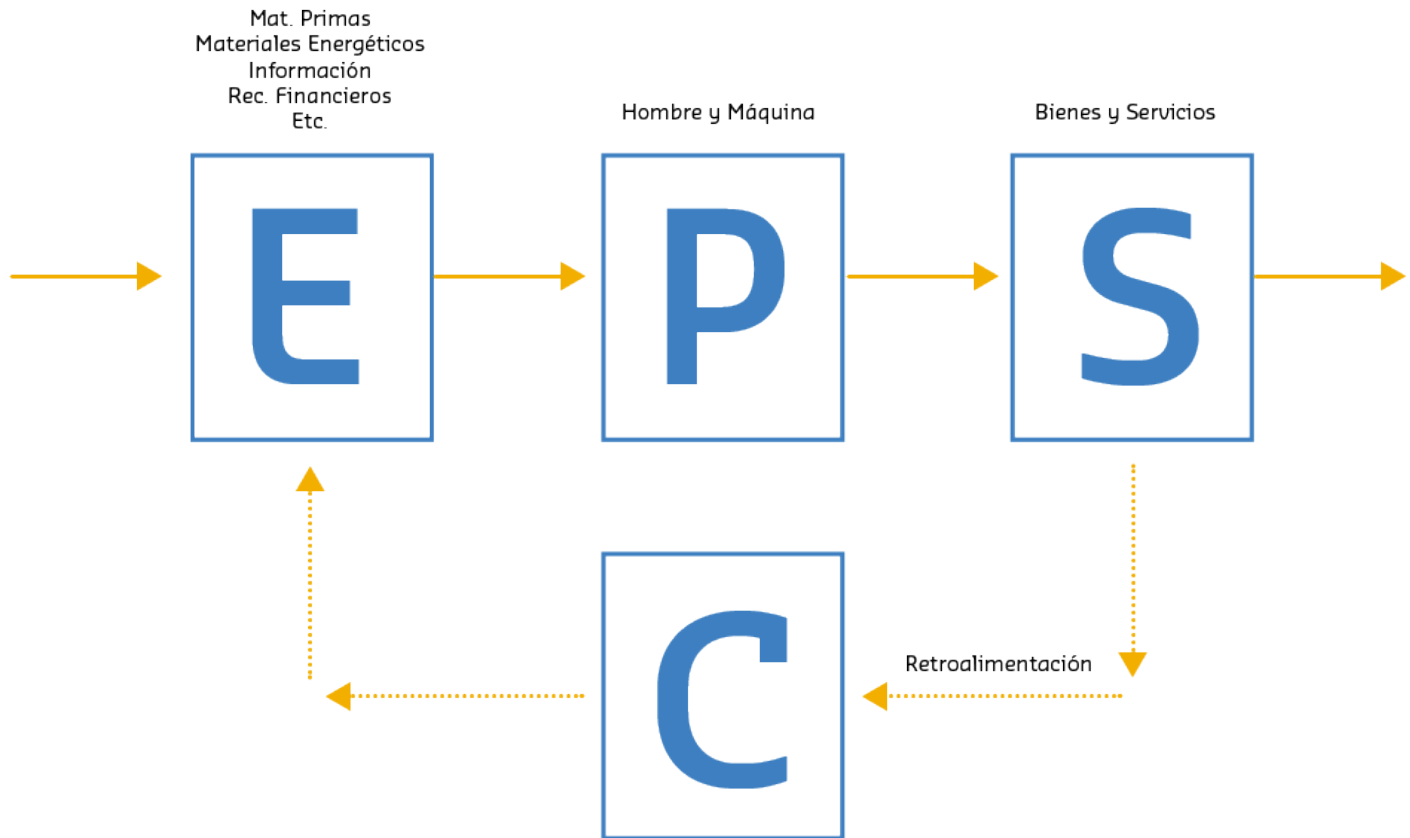 Mat. Primas
Materiales Energéticos
Información
Rec. Financieros
Etc.
Hombre y Máquina
Bienes y Servicios
E
P
S
C
Retroalimentación